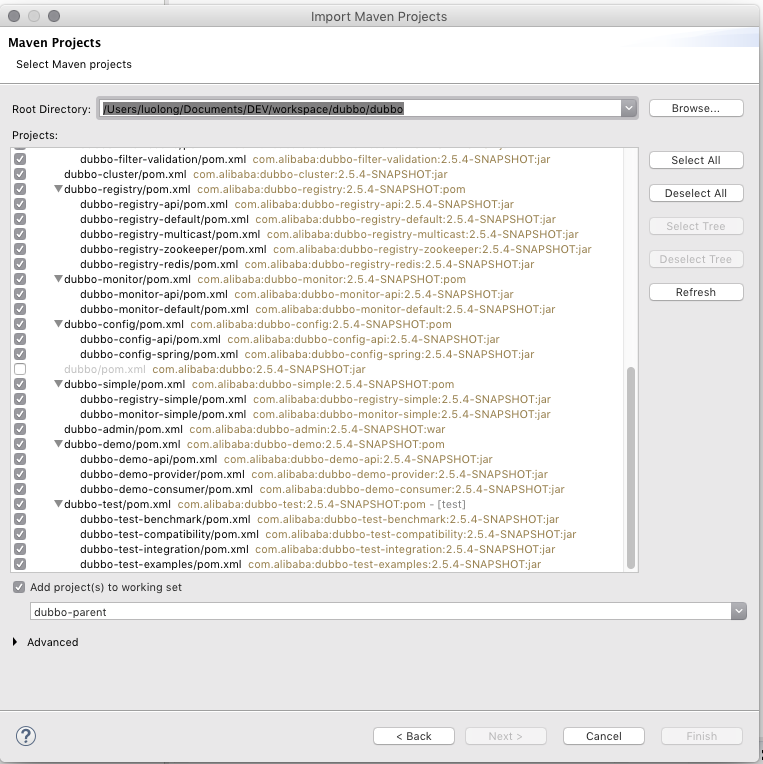 Import Maven Projects
Maven Projects
Select Maven projects
Root Directory: /Users/luolong/Documents/DEV/workspace/dubbo/dubbo Browse...
Projects:
dubbo-filter-validation/pom.xml com.alibaba:dubbo-filter-validation:2.5.4-SNAPSHOT:jar Select All
dubbo-cluster/pom.xml com.alibaba:dubbo-cluster:2.5.4-SNAPSHOT:jar
dubbo-registry/pom.xml com.alibaba:dubbo-registry:2.5.4-SNAPSHOT:pom Deselect All
dubbo-registry-api/pom.xml com.alibaba:dubbo-registry-api:2.5.4-SNAPSHOT:jar
dubbo-registry-default/pom.xml com.alibaba:dubbo-registry-default:2.5.4-SNAPSHOT:jar Select Tree
dubbo-registry-multicast/pom.xml com.alibaba:dubbo-registry-multicast:2.5.4-SNAPSHOT:jar
dubbo-registry-zookeeper/pom.xml com.alibaba:dubbo-registry-zookeeper:2.5.4-SNAPSHOT:jar
dubbo-registry-redis/pom.xml com.alibaba:dubbo-registry-redis:2.5.4-SNAPSHOT:jar Deselect Tree
dubbo-monitor/pom.xml com.alibaba:dubbo-monitor:2.5.4-SNAPSHOT:pom
dubbo-monitor-api/pom.xml com.alibaba:dubbo-monitor-api:2.5.4-SNAPSHOT:jar Refresh
dubbo-monitor-default/pom.xml com.alibaba:dubbo-monitor-default:2.5.4-SNAPSHOT:jar
dubbo-config/pom.xml com.alibaba:dubbo-config:2.5.4-SNAPSHOT:pom
dubbo-config-api/pom.xml com.alibaba:dubbo-config-api:2.5.4-SNAPSHOT:jar
dubbo-config-spring/pom.xml com.alibaba:dubbo-config-spring:2.5.4-SNAPSHOT:jar
dubbo/pom.xml com.alibaba:dubbo:2.5.4-SNAPSHOT:jar
dubbo-simple/pom.xml com.alibaba:dubbo-simple:2.5.4-SNAPSHOT:pom
dubbo-registry-simple/pom.xml com.alibaba:dubbo-registry-simple:2.5.4-SNAPSHOT:jar
dubbo-monitor-simple/pom.xml com.alibaba:dubbo-monitor-simple:2.5.4-SNAPSHOT:jar
dubbo-admin/pom.xml com.alibaba:dubbo-admin:2.5.4-SNAPSHOT:war
dubbo-demo/pom.xml com.alibaba:dubbo-demo:2.5.4-SNAPSHOT:pom
dubbo-demo-api/pom.xml com.alibaba:dubbo-demo-api:2.5.4-SNAPSHOT:jar
dubbo-demo-provider/pom.xml com.alibaba:dubbo-demo-provider:2.5.4-SNAPSHOT:jar
dubbo-demo-consumer/pom.xml com.alibaba:dubbo-demo-consumer:2.5.4-SNAPSHOT:jar
dubbo-test/pom.xml com.alibaba:dubbo-test:2.5.4-SNAPSHOT:pom - [test]
dubbo-test-benchmark/pom.xml com.alibaba:dubbo-test-benchmark:2.5.4-SNAPSHOT:jar
dubbo-test-compatibility/pom.xml com.alibaba:dubbo-test-compatibility:2.5.4-SNAPSHOT:jar
dubbo-test-integration/pom.xml com.alibaba:dubbo-test-integration:2.5.4-SNAPSHOT:jar
dubbo-test-examples/pom.xml com.alibaba:dubbo-test-examples:2.5.4-SNAPSHOT:jar
Add project(s) to working set
dubbo-parent
Advanced
? < Back Next > Cancel Finish